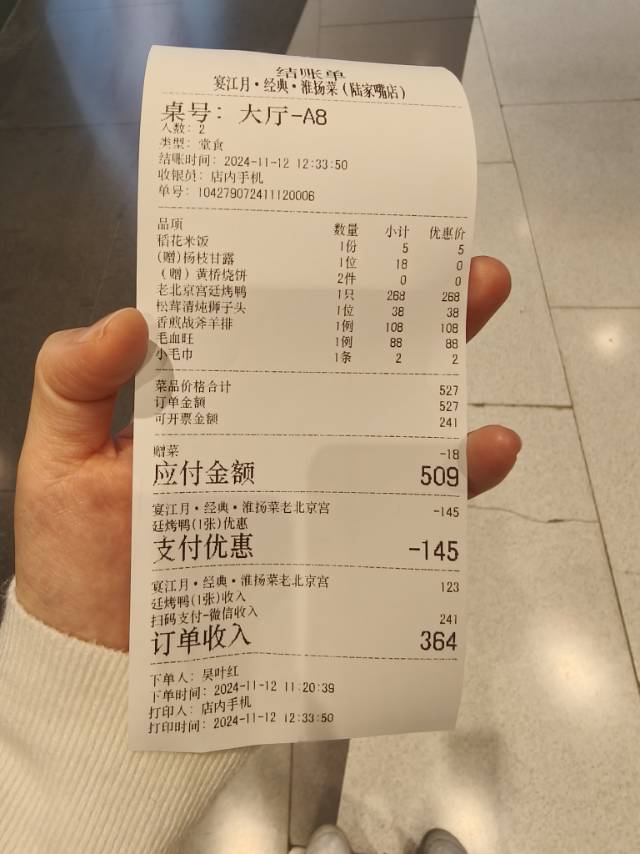 结账单
宴江月·经典·淮扬菜(陆家嘴店)
桌号: 大厅-A8
人数: 2
类型: 堂食
结账时间: 2024-11-12 12:33:50
收银员: 店内手机
单号: 104279072411120006
品项 数量 小计 优惠价
稻花米饭 1份 5 5
(赠)杨枝甘露 1位 18 0
(赠) 黄桥烧饼 2件 0 0
老北京宫廷烤鸭 1只 268 268
松茸清炖狮子头 1位 38 38
香煎战斧羊排 1例 108 108
毛血旺 1例 88 88
小毛巾 1条 2 2
菜品价格合计 527
订单金额 527
可开票金额 241
赠菜 -18
应付金额 509
宴江月·经典·淮扬菜老北京宫 -145
廷烤鸭(1张)优惠
支付优惠 -145
宴江月·经典·淮扬菜老北京宫 123
廷烤鸭(1张)收入
扫码支付-微信收入 241
订单收入 364
下单人: 吴叶红
下单时间: 2024-11-12 11:20:39
打印人: 店内手机
打印时间: 2024-11-12 12:33:50